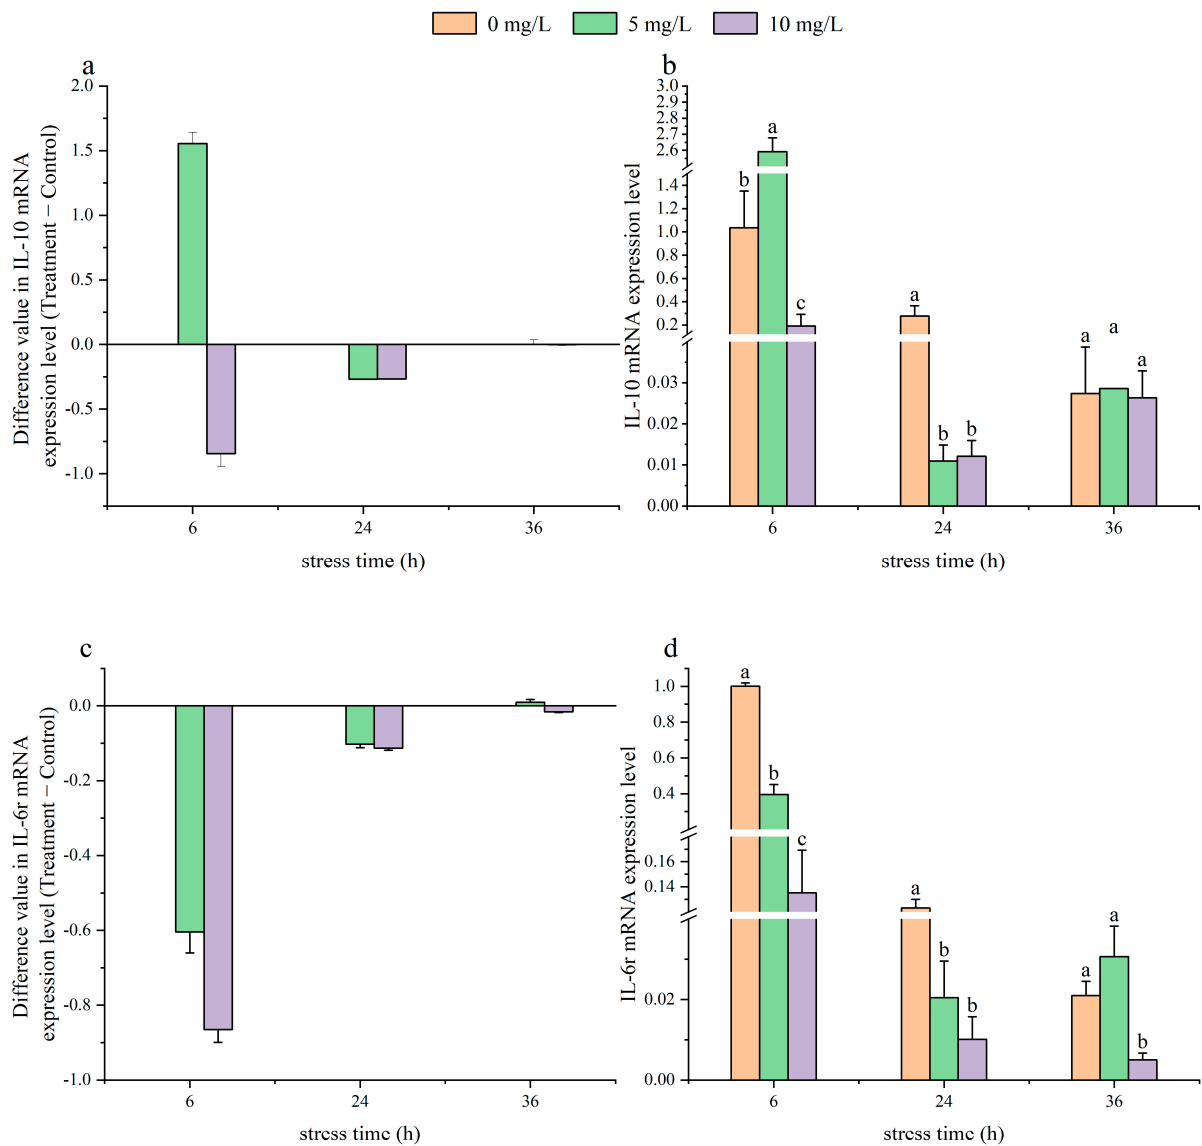 0 mg/L 5 mg/L 10 mg/L
a
Difference value in IL-10 mRNA
expression level (Treatment − Control)
2.0
1.5
1.0
0.5
0.0
-0.5
-1.0
6 24 36
stress time (h)
b
IL-10 mRNA expression level
3.0
2.9
2.8
2.7
2.6
1.4
1.2
1.0
0.8
0.6
0.4
0.2
0.03
0.02
0.01
0.00
b a c
a b b
a a a
6 24 36
stress time (h)
c
Difference value in IL-6r mRNA
expression level (Treatment − Control)
0.0
-0.2
-0.4
-0.6
-0.8
-1.0
6 24 36
stress time (h)
d
IL-6r mRNA expression level
1.0
0.8
0.6
0.4
0.16
0.14
0.02
0.00
a b c
a b b
a a b
6 24 36
stress time (h)